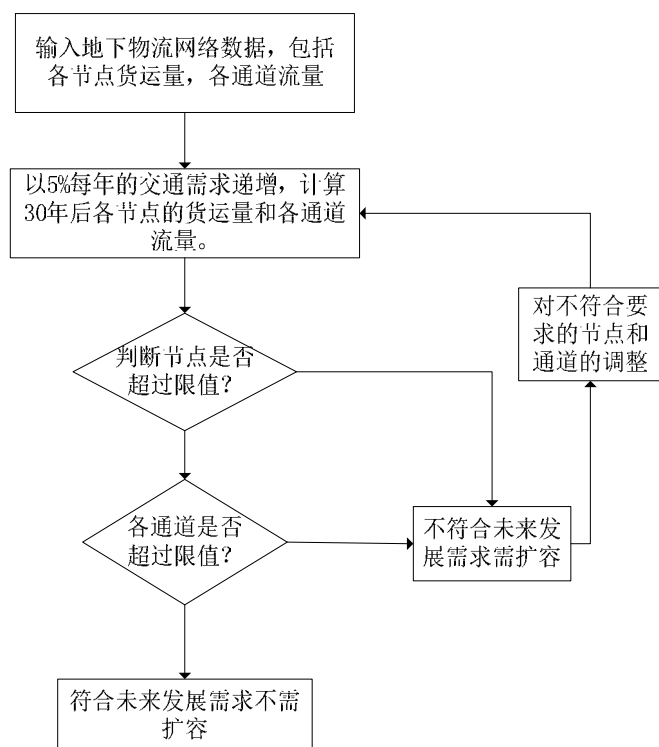 输入地下物流网络数据，包括
各节点货运量，各通道流量
以5%每年的交通需求递增，计算
30年后各节点的货运量和各通道
流量。
对不符合要
求的节点和
通道的调整
判断节点是否
超过限值？
各通道是否
超过限值？
不符合未来发
展需求需扩容
符合未来发展需求不需
扩容